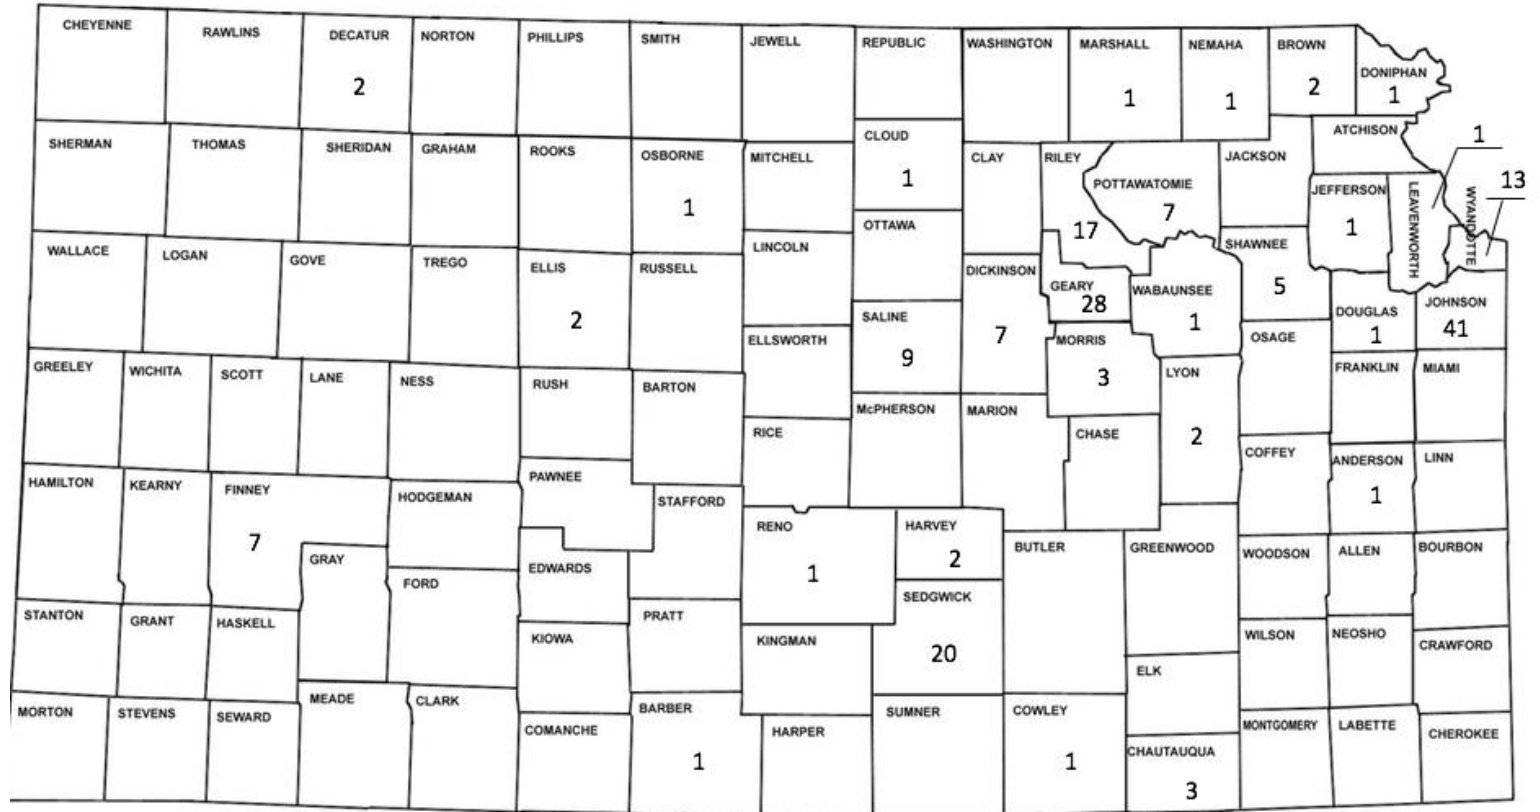 CHEYENNE
RAWLINS
DECATUR
2
NORTON
PHILLIPS
SMITH
JEWELL
REPUBLIC
WASHINGTON
MARSHALL
1
NEMAHA
1
BROWN
2
DONIPHAN
1
SHERMAN
THOMAS
SHERIDAN
GRAHAM
ROOKS
OSBORNE
1
MITCHELL
CLOUD
1
CLAY
RILEY
17
POTTAWATOMIE
7
JACKSON
ATCHISON
JEFFERSON
1
LEAVENWORTH
1
WYANDOTTE
13
WALLACE
LOGAN
GOVE
TREGO
ELLIS
2
RUSSELL
LINCOLN
OTTAWA
DICKINSON
7
GEARY
28
WABAUNSEE
1
SHAWNEE
5
DOUGLAS
1
JOHNSON
41
SALINE
9
ELLSWORTH
MORRIS
3
OSAGE
GREELEY
WICHITA
SCOTT
LANE
NESS
RUSH
BARTON
RICE
McPHERSON
MARION
CHASE
LYON
2
FRANKLIN
MIAMI
COFFEY
ANDERSON
1
LINN
HAMILTON
KEARNY
FINNEY
7
HODGEMAN
PAWNEE
STAFFORD
RENO
1
HARVEY
2
BUTLER
GREENWOOD
WOODSON
ALLEN
BOURBON
GRAY
FORD
EDWARDS
SEDGWICK
20
STANTON
GRANT
HASKELL
KIOWA
PRATT
KINGMAN
ELK
WILSON
NEOSHO
CRAWFORD
MORTON
STEVENS
SEWARD
MEADE
CLARK
COMANCHE
BARBER
1
HARPER
SUMNER
COWLEY
1
CHAUTAUQUA
3
MONTGOMERY
LABETTE
CHEROKEE